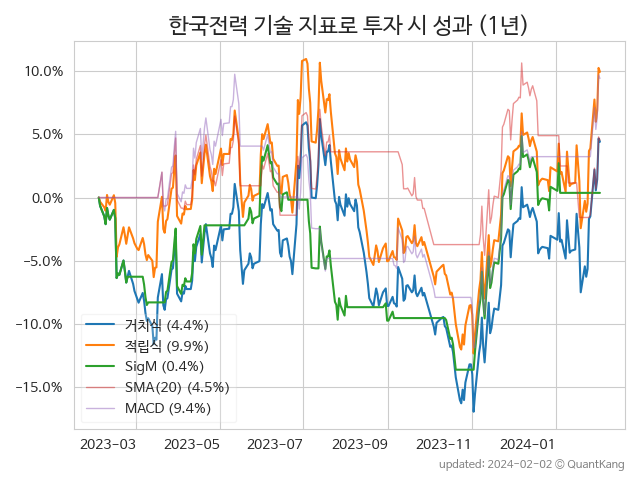 한국전력 기술 지표로 투자 시 성과 (1년)
10.0%
5.0%
0.0%
−5.0%
−10.0%
−15.0%
거치식 (4.4%)
적립식 (9.9%)
SigM (0.4%)
SMA(20) (4.5%)
MACD (9.4%)
2023-03 2023-05 2023-07 2023-09 2023-11 2024-01
updated: 2024-02-02 © QuantKang